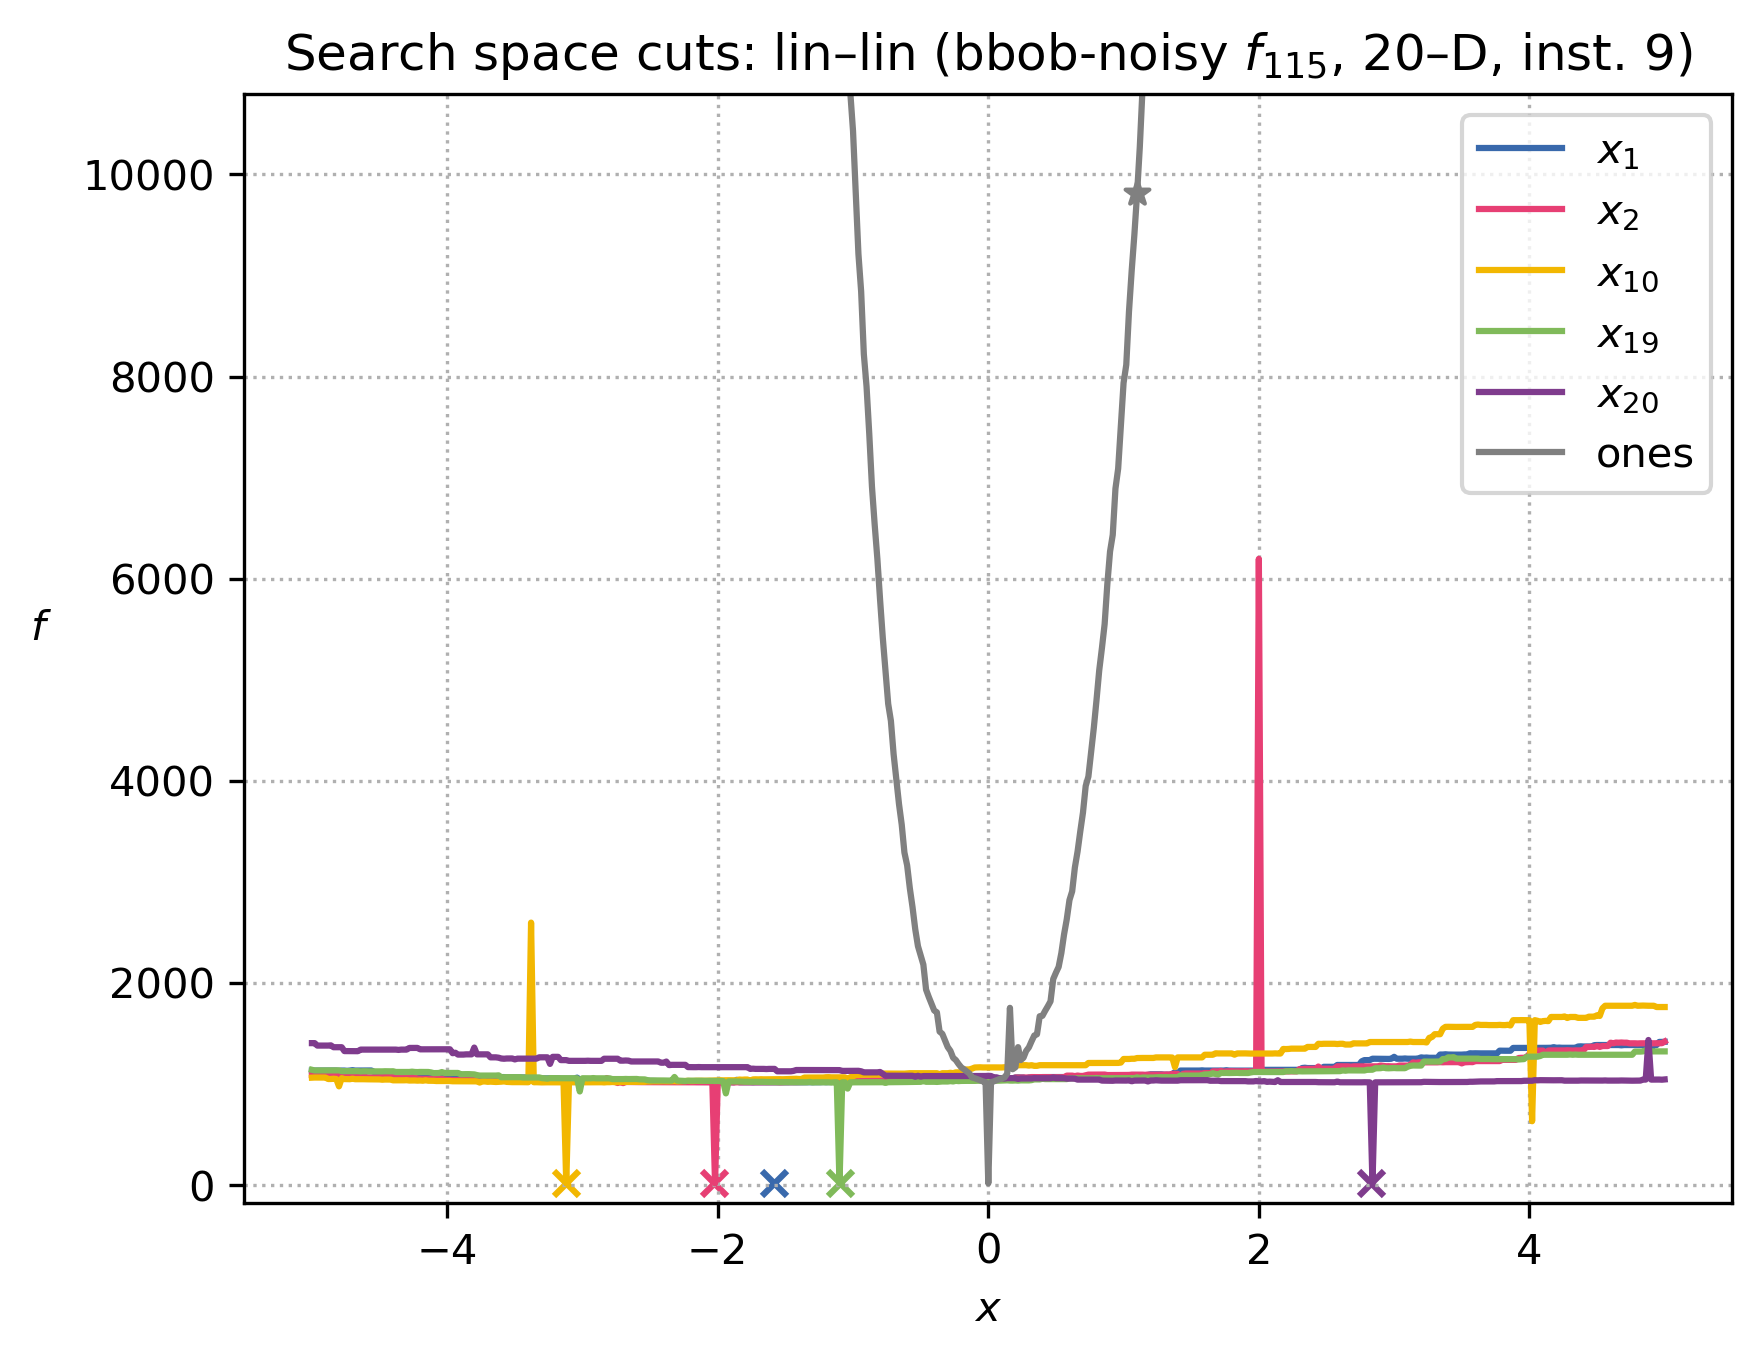 Search space cuts: lin–lin (bbob-noisy f₁₁₅, 20–D, inst. 9)
x₁
x₂
x₁₀
x₁₉
x₂₀
ones
10000
8000
6000
4000
2000
0
f
−4 −2 0 2 4
x